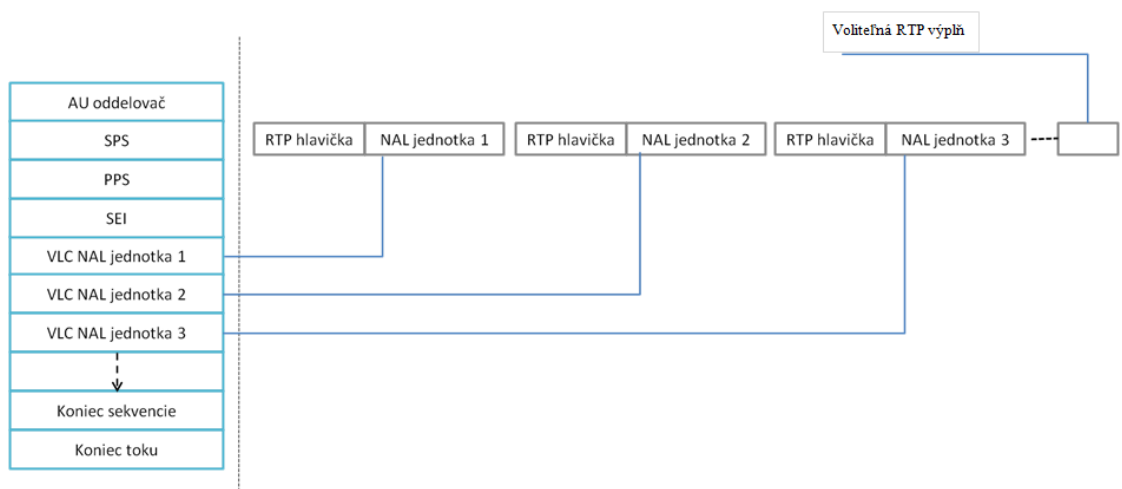 Voliteľná RTP výplň
AU oddelovač
SPS
PPS
SEI
VLC NAL jednotka 1
VLC NAL jednotka 2
VLC NAL jednotka 3
Koniec sekvencie
Koniec toku
RTP hlavička NAL jednotka 1 RTP hlavička NAL jednotka 2 RTP hlavička NAL jednotka 3